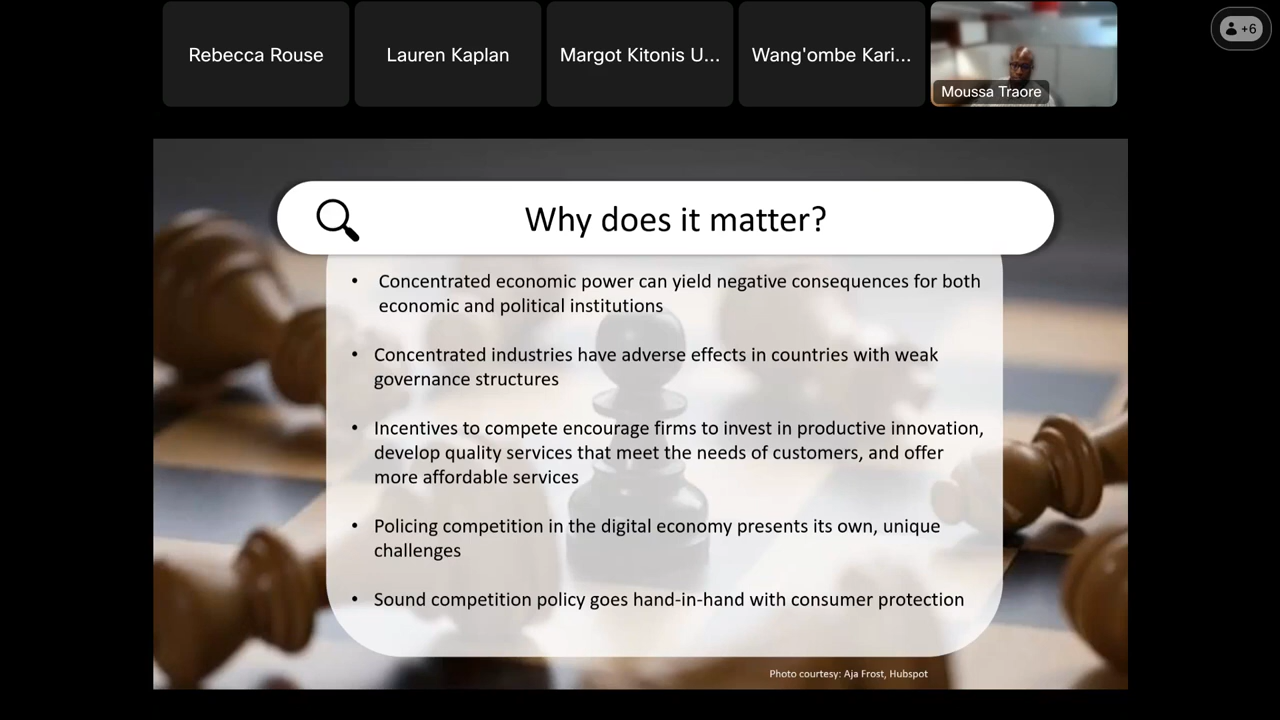 Rebecca Rouse
Lauren Kaplan
Margot Kitonis U...
Wang'ombe Kari...
Moussa Traore
+6
Why does it matter?
• Concentrated economic power can yield negative consequences for both
economic and political institutions
• Concentrated industries have adverse effects in countries with weak
governance structures
• Incentives to compete encourage firms to invest in productive innovation,
develop quality services that meet the needs of customers, and offer
more affordable services
• Policing competition in the digital economy presents its own, unique
challenges
• Sound competition policy goes hand-in-hand with consumer protection
Photo courtesy: Aja Frost, Hubspot